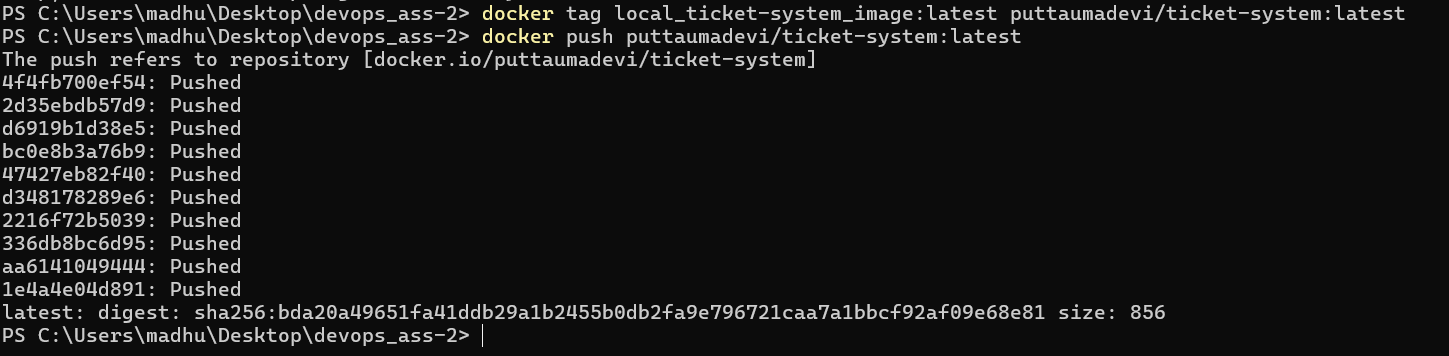 PS C:\Users\madhu\Desktop\devops_ass-2> docker tag local_ticket-system_image:latest puttaumadevi/ticket-system:latest
PS C:\Users\madhu\Desktop\devops_ass-2> docker push puttaumadevi/ticket-system:latest
The push refers to repository [docker.io/puttaumadevi/ticket-system]
4f4fb700ef54: Pushed
2d35ebdb57d9: Pushed
d6919b1d38e5: Pushed
bc0e8b3a76b9: Pushed
47427eb82f40: Pushed
d348178289e6: Pushed
2216f72b5039: Pushed
336db8bc6d95: Pushed
aa6141049444: Pushed
1e4a4e04d891: Pushed
latest: digest: sha256:bda20a49651fa41ddb29a1b2455b0db2fa9e796721caa7a1bbcf92af09e68e81 size: 856
PS C:\Users\madhu\Desktop\devops_ass-2>